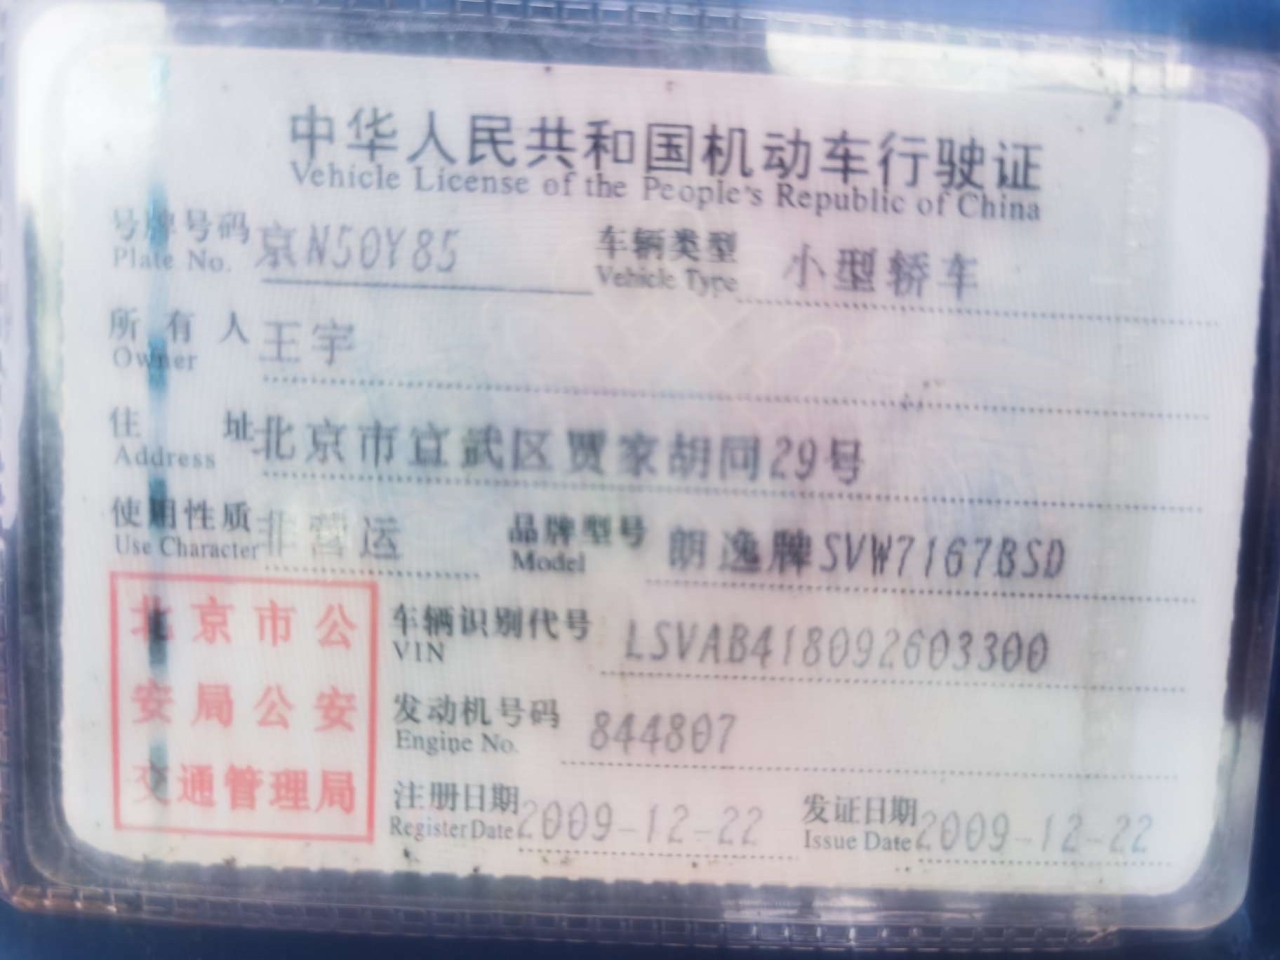 中华人民共和国机动车行驶证
Vehicle License of the People's Republic of China
号牌号码 京N50Y85 车辆类型 小型轿车
Plate No. Vehicle Type
所有人 王宇
Owner
住址 北京市宣武区贾家胡同29号
Address
使用性质 非营运 品牌型号 朗逸牌SVW7167BSD
Use Character Model
北京市公
安局公安
交通管理局
车辆识别代号 LSVAB418092603300
VIN
发动机号码 844807
Engine No.
注册日期 2009-12-22 发证日期 2009-12-22
Register Date Issue Date